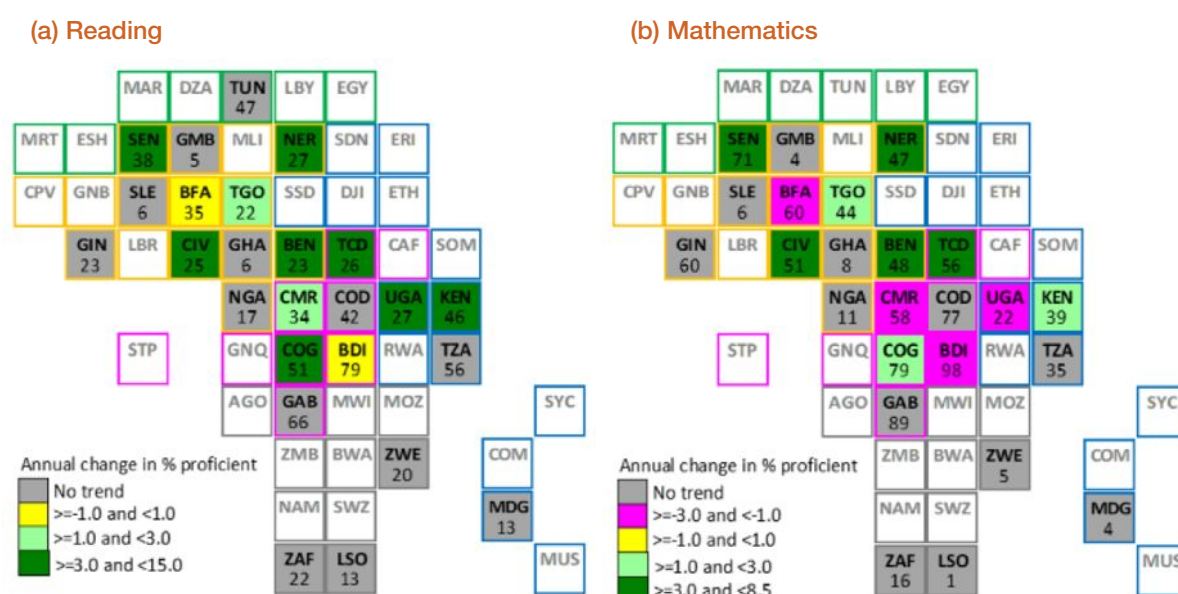 (a) Reading
MAR DZA TUN LBY EGY
47
MRT ESH SEN GMB MLI NER SDN ERI
38 5 27
CPV GNB SLE BFA TGO SSD DJI ETH
6 35 22
GIN LBR CIV GHA BEN TCD CAF SOM
23 25 6 23 26
NGA CMR COD UGA KEN
17 34 42 27 46
STP GNQ COG BDI RWA TZA
51 79 56
AGO GAB MWI MOZ SYC
66
ZMB BWA ZWE COM
20
NAM SWZ MDG
13
ZAF LSO MUS
22 13
Annual change in % proficient
No trend
>=-1.0 and <1.0
>=1.0 and <3.0
>=3.0 and <15.0
(b) Mathematics
MAR DZA TUN LBY EGY
MRT ESH SEN GMB MLI NER SDN ERI
71 4 47
CPV GNB SLE BFA TGO SSD DJI ETH
6 60 44
GIN LBR CIV GHA BEN TCD CAF SOM
60 51 8 48 56
NGA CMR COD UGA KEN
11 58 77 22 39
STP GNQ COG BDI RWA TZA
79 98 35
AGO GAB MWI MOZ SYC
89
ZMB BWA ZWE COM
5
NAM SWZ MDG
4
ZAF LSO MUS
16 1
Annual change in % proficient
No trend
>=-3.0 and <-1.0
>=-1.0 and <1.0
>=1.0 and <3.0
>=3.0 and <8.5